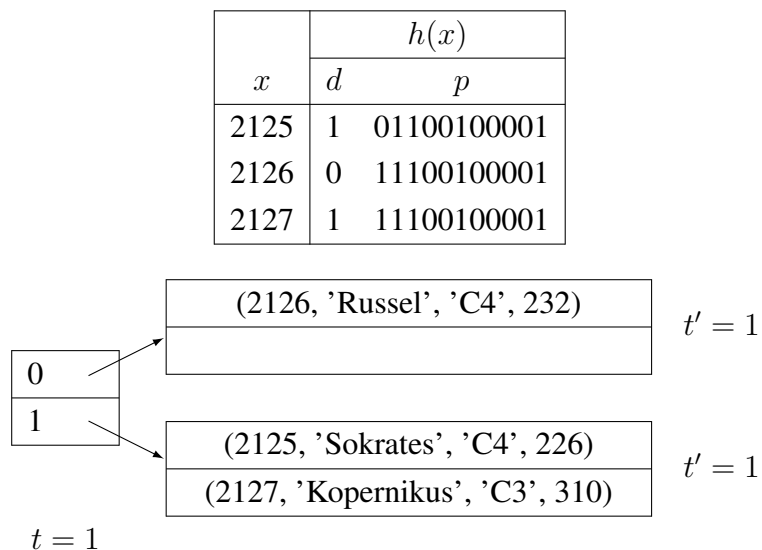 h(x)
x d p
2125 1 01100100001
2126 0 11100100001
2127 1 11100100001
(2126, ’Russel’, ’C4’, 232)
t′ = 1
0
1
(2125, ’Sokrates’, ’C4’, 226)
(2127, ’Kopernikus’, ’C3’, 310)
t′ = 1
t = 1